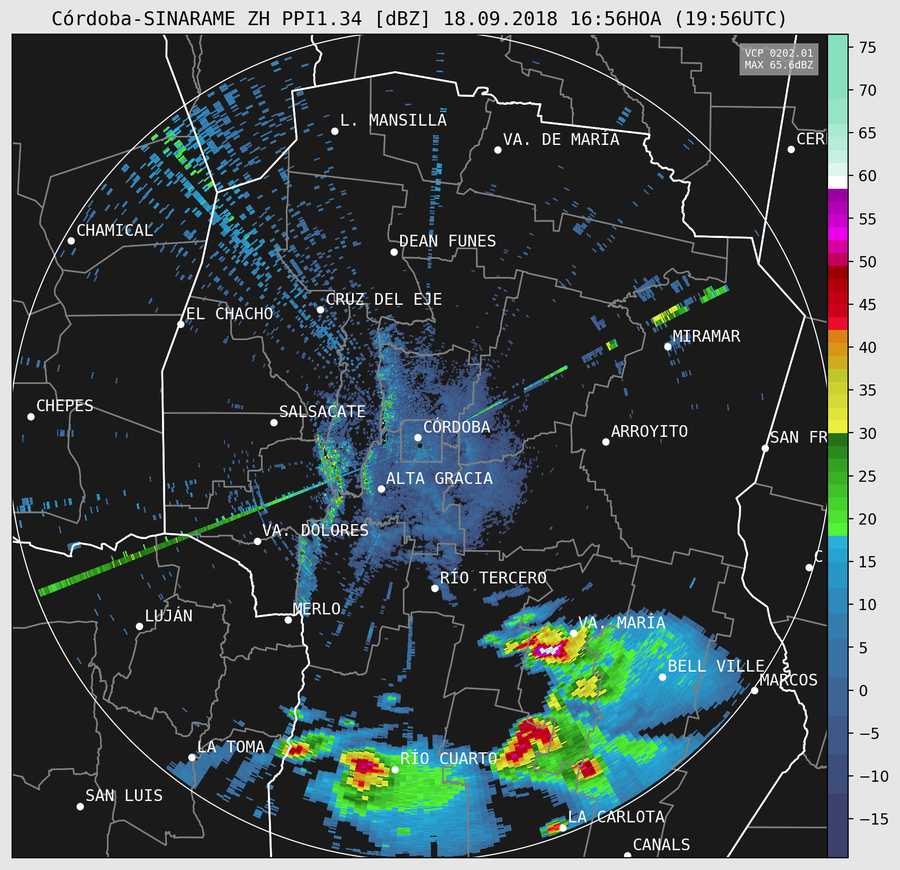 Córdoba-SINARAME ZH PPI1.34 [dBZ] 18.09.2018 16:56HOA (19:56UTC)
VCP 0202.01
MAX 65.6dBZ
L. MANSILLA
VA. DE MARÍA
CER
CHAMICAL
DEAN FUNES
CRUZ DEL EJE
EL CHACHO
MIRAMAR
CHEPES
SALSACATE
CÓRDOBA
ARROYITO
SAN FR
ALTA GRACIA
VA. DOLORES
C
RÍO TERCERO
MERLO
LUJÁN
VA. MARÍA
BELL VILLE
MARCOS
LA TOMA
RÍO CUARTO
SAN LUIS
LA CARLOTA
CANALS
75
70
65
60
55
50
45
40
35
30
25
20
15
10
5
0
−5
−10
−15